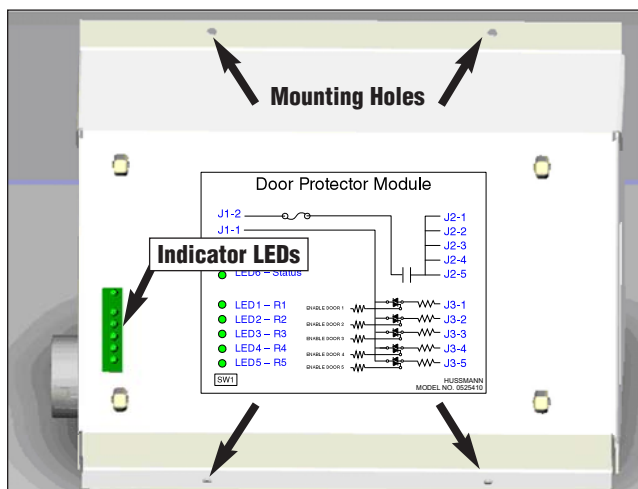 Mounting Holes
Door Protector Module
J1-2
J1-1
J2-1
J2-2
J2-3
J2-4
J2-5
Indicator LEDs
LED6 – Status
LED1 – R1
LED2 – R2
LED3 – R3
LED4 – R4
LED5 – R5
ENABLE DOOR 1
ENABLE DOOR 2
ENABLE DOOR 3
ENABLE DOOR 4
ENABLE DOOR 5
J3-1
J3-2
J3-3
J3-4
J3-5
SW1
HUSSMANN
MODEL NO. 0525410